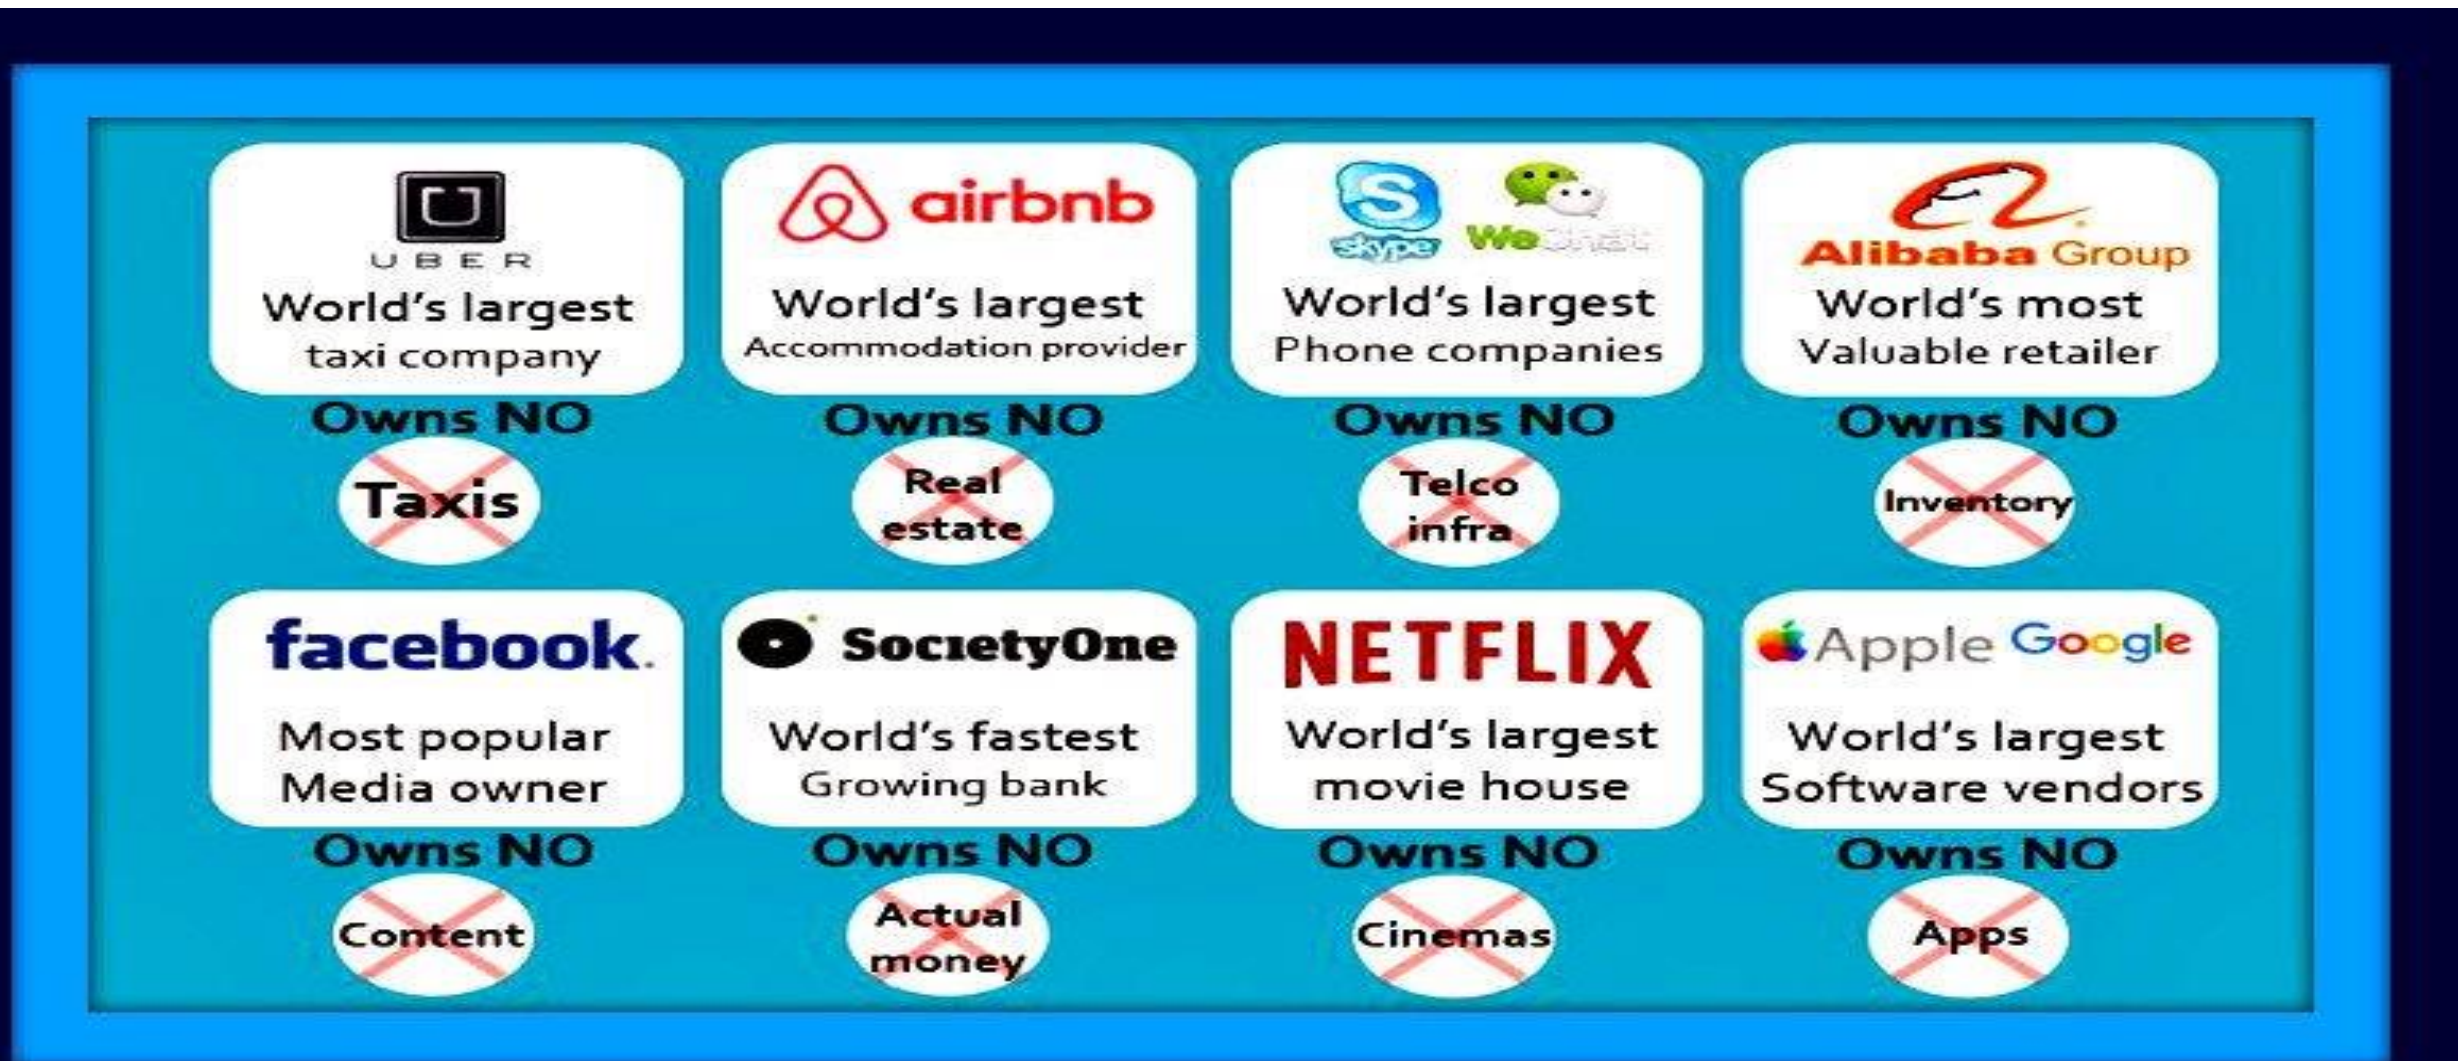 UBER
World's largest
taxi company
Owns NO
Taxis
airbnb
World's largest
Accommodation provider
Owns NO
Real
estate
skype WeChat
World's largest
Phone companies
Owns NO
Telco
infra
Alibaba Group
World's most
Valuable retailer
Owns NO
Inventory
facebook.
Most popular
Media owner
Owns NO
Content
SocietyOne
World's fastest
Growing bank
Owns NO
Actual
money
NETFLIX
World's largest
movie house
Owns NO
Cinemas
Apple Google
World's largest
Software vendors
Owns NO
Apps